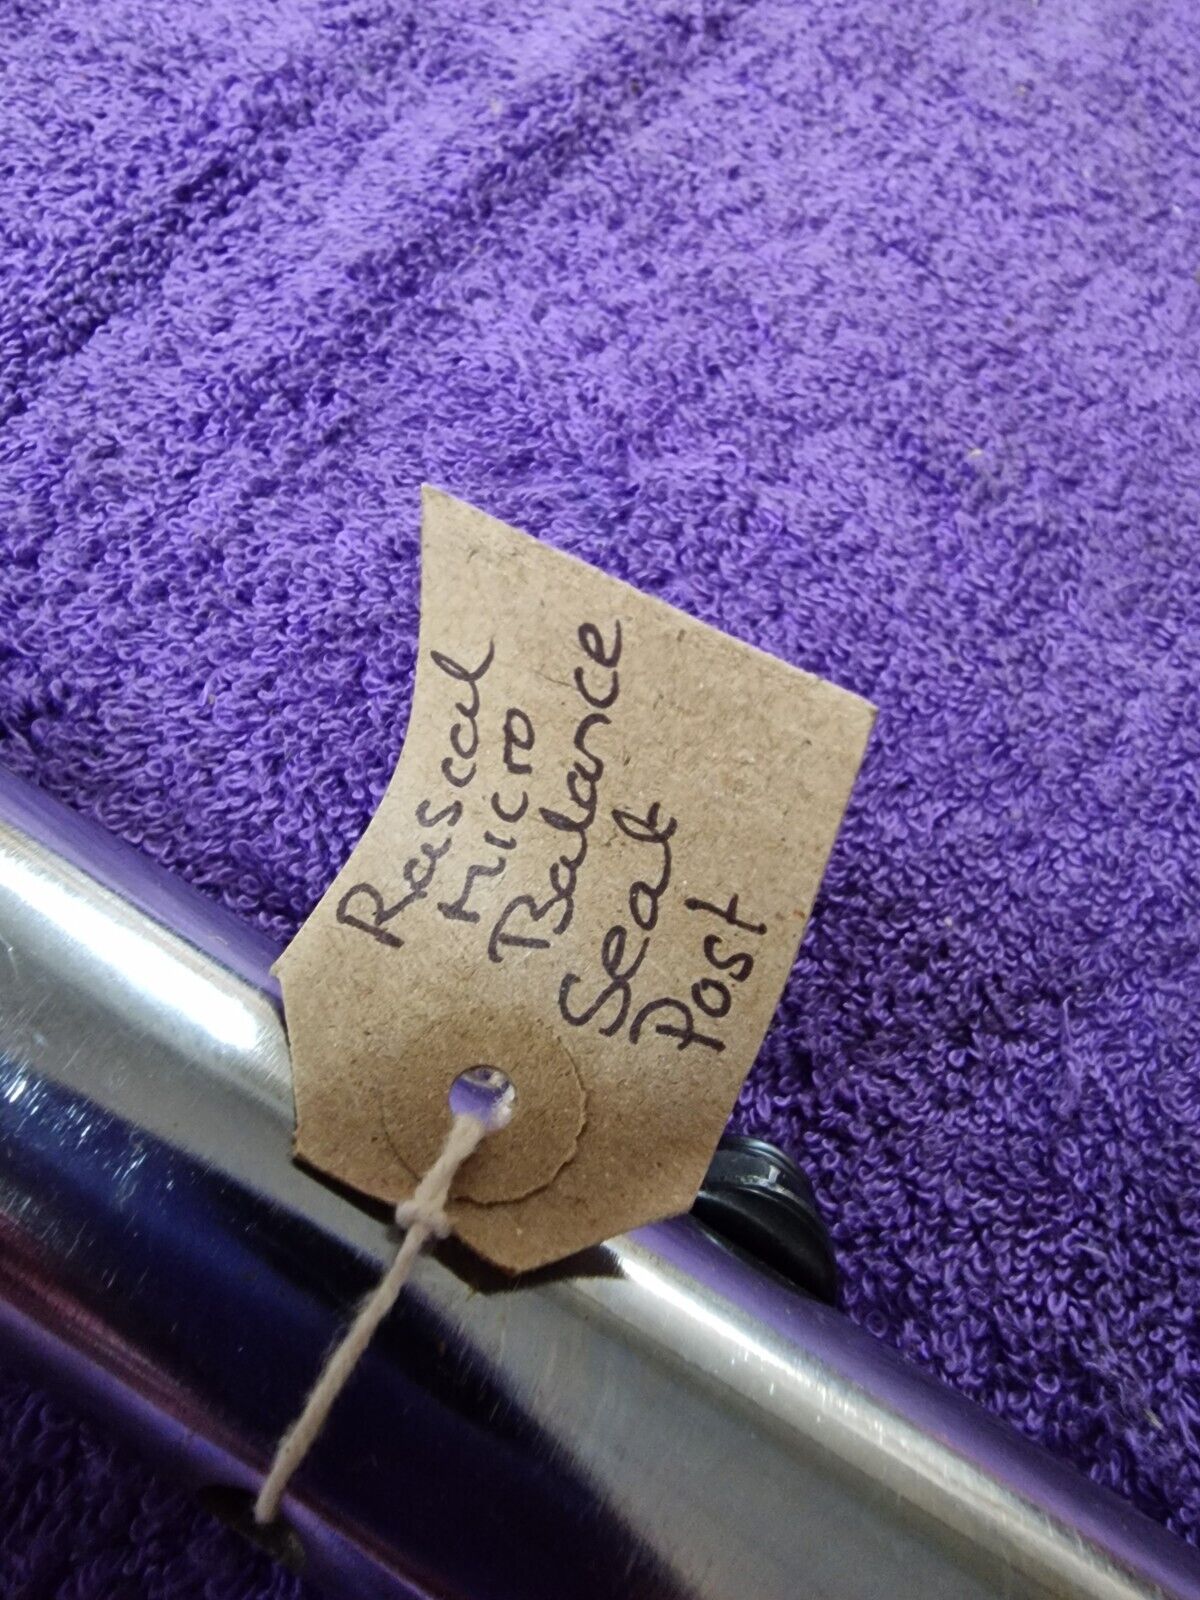 Rascal
Micro
Balance
Seat
Post